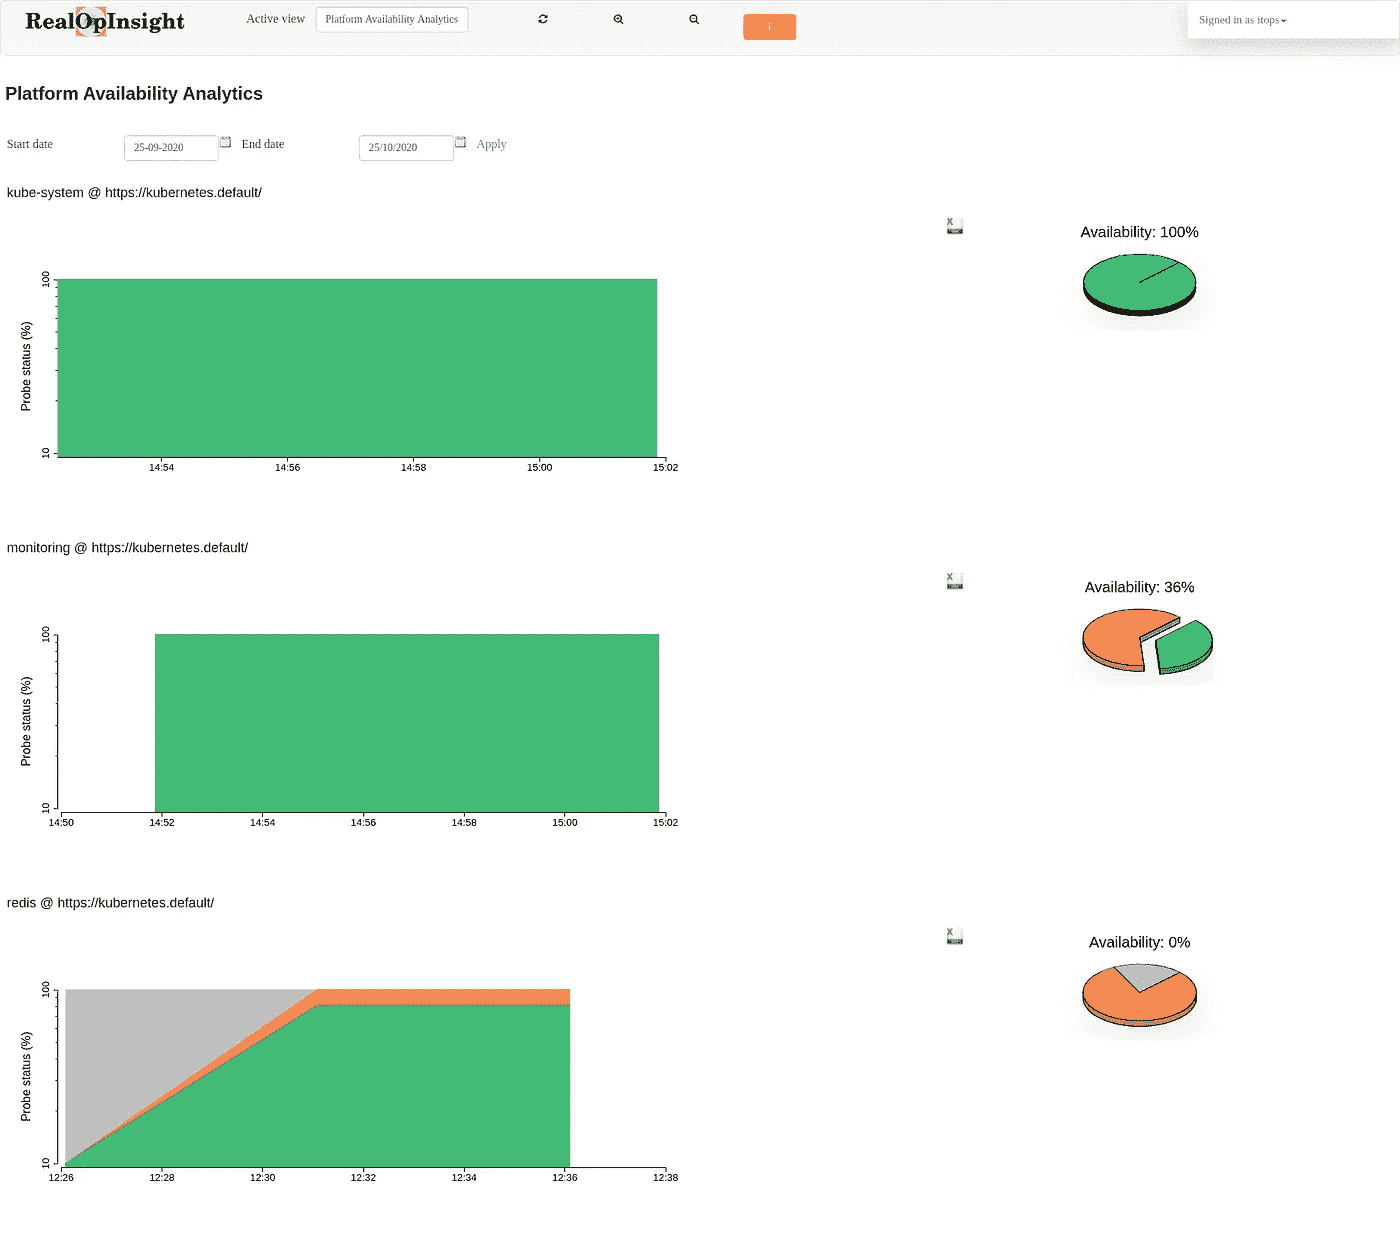 RealOpInsight
Active view
Platform Availability Analytics
i
Signed in as itops
Platform Availability Analytics
Start date
25-09-2020
End date
25/10/2020
Apply
kube-system @ https://kubernetes.default/
X
Availability: 100%
Probe status (%)
100
10
14:54 14:56 14:58 15:00 15:02
monitoring @ https://kubernetes.default/
X
Availability: 36%
Probe status (%)
100
10
14:50 14:52 14:54 14:56 14:58 15:00 15:02
redis @ https://kubernetes.default/
X
Availability: 0%
Probe status (%)
100
10
12:26 12:28 12:30 12:32 12:34 12:36 12:38